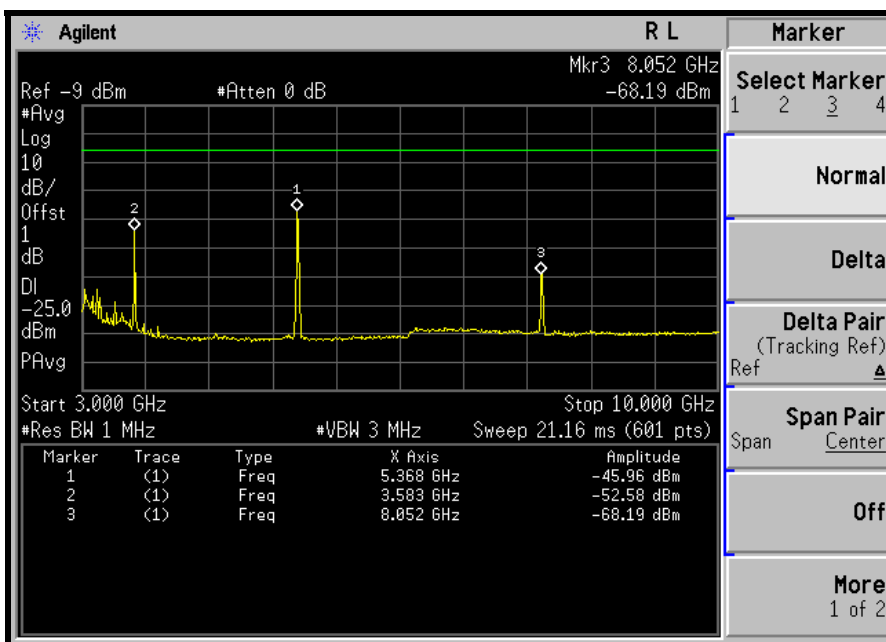 Agilent R L Marker
Mkr3 8.052 GHz
Ref -9 dBm #Atten 0 dB -68.19 dBm
#Avg
Log
10
dB/
Offst
1
dB
DI
-25.0
dBm
PAvg
1
2
3
Start 3.000 GHz Stop 10.000 GHz
#Res BW 1 MHz #VBW 3 MHz Sweep 21.16 ms (601 pts)
Marker Trace Type X Axis Amplitude
1 (1) Freq 5.368 GHz -45.96 dBm
2 (1) Freq 3.583 GHz -52.58 dBm
3 (1) Freq 8.052 GHz -68.19 dBm
Select Marker
1 2 3 4
Normal
Delta
Delta Pair
(Tracking Ref)
Ref Δ
Span Pair
Span Center
Off
More
1 of 2